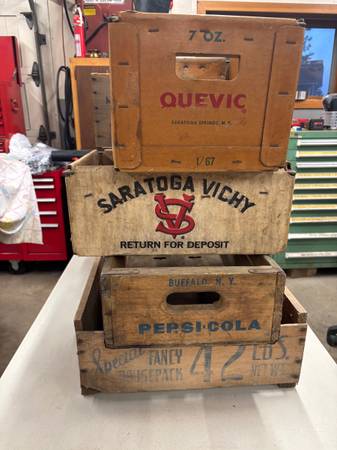 7 OZ.
QUEVIC
SARATOGA SPRINGS, N.Y.
1/67
SARATOGA VICHY
SV
RETURN FOR DEPOSIT
BUFFALO, N.Y.
PEPSI-COLA
Special FANCY 42 LBS.
HOUSEPACK NET WT.